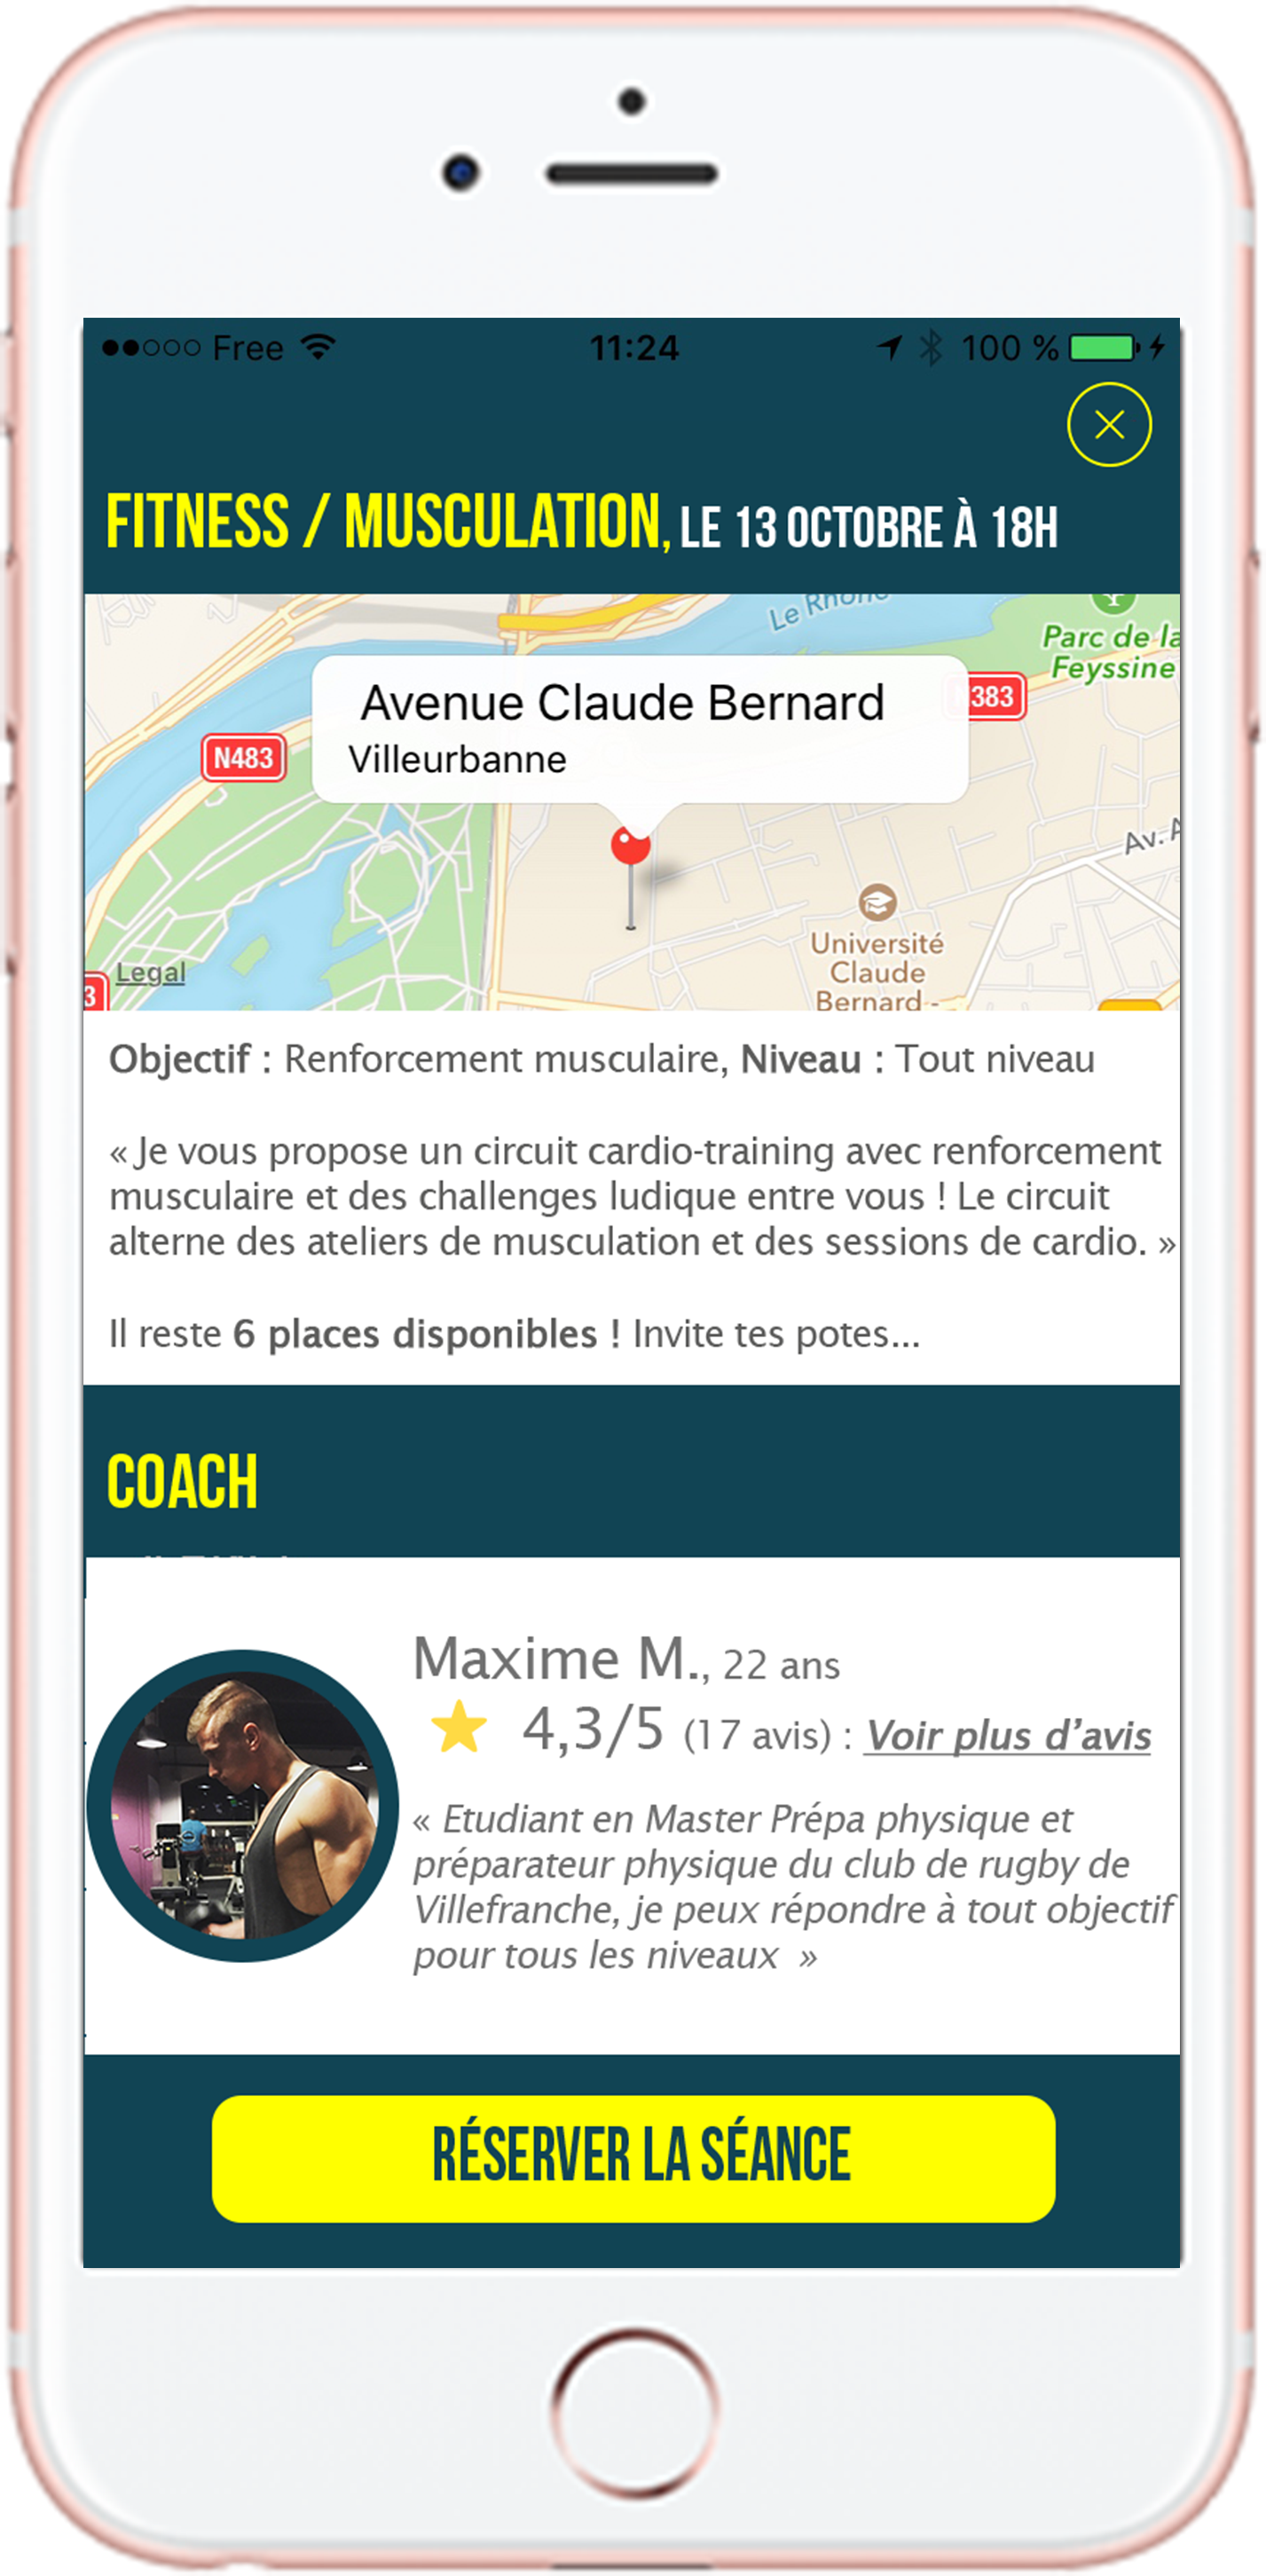 ●●○○○ Free 11:24 100 %
FITNESS / MUSCULATION, LE 13 OCTOBRE À 18H
Le Rhône
Parc de la
Feyssine
Avenue Claude Bernard
Villeurbanne
N383
N483
Av. A
Université
Claude
Bernard -
Legal
3
Objectif : Renforcement musculaire, Niveau : Tout niveau
« Je vous propose un circuit cardio-training avec renforcement
musculaire et des challenges ludique entre vous ! Le circuit
alterne des ateliers de musculation et des sessions de cardio. »
Il reste 6 places disponibles ! Invite tes potes...
COACH
Maxime M., 22 ans
4,3/5 (17 avis) : Voir plus d’avis
« Etudiant en Master Prépa physique et
préparateur physique du club de rugby de
Villefranche, je peux répondre à tout objectif
pour tous les niveaux »
RÉSERVER LA SÉANCE